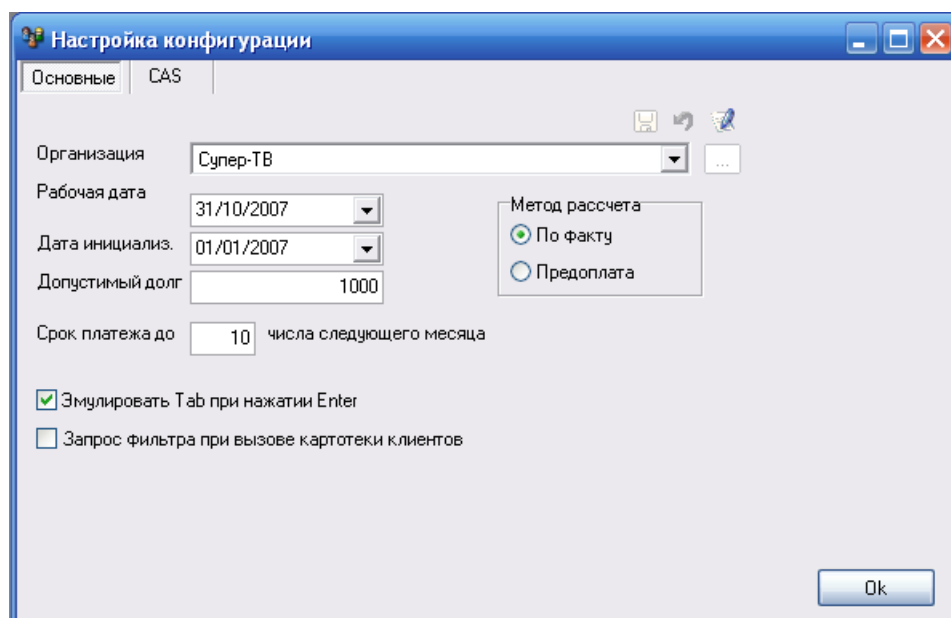 Настройка конфигурации
Основные CAS
Организация Супер-ТВ ...
Рабочая дата 31/10/2007
Метод рассчета
Дата инициализ. 01/01/2007
По факту
Допустимый долг 1000
Предоплата
Срок платежа до 10 числа следующего месяца
Эмулировать Tab при нажатии Enter
Запрос фильтра при вызове картотеки клиентов
Ok